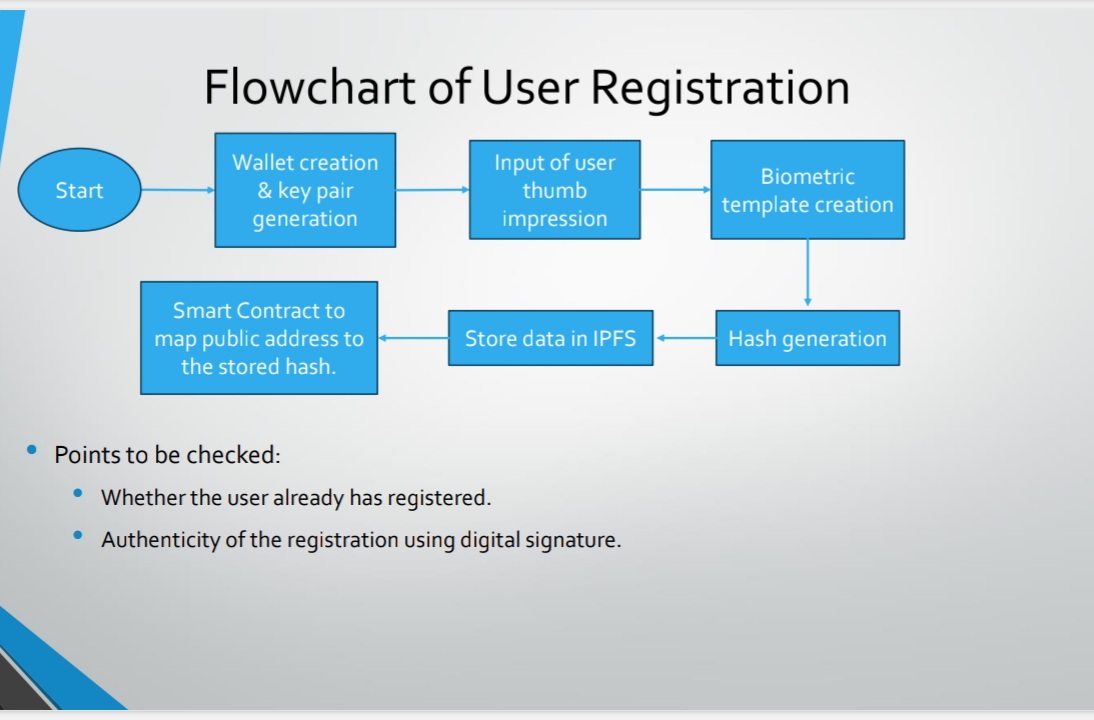 Flowchart of User Registration
Start
Wallet creation
& key pair
generation
Input of user
thumb
impression
Biometric
template creation
Hash generation
Store data in IPFS
Smart Contract to
map public address to
the stored hash.
Points to be checked:
Whether the user already has registered.
Authenticity of the registration using digital signature.